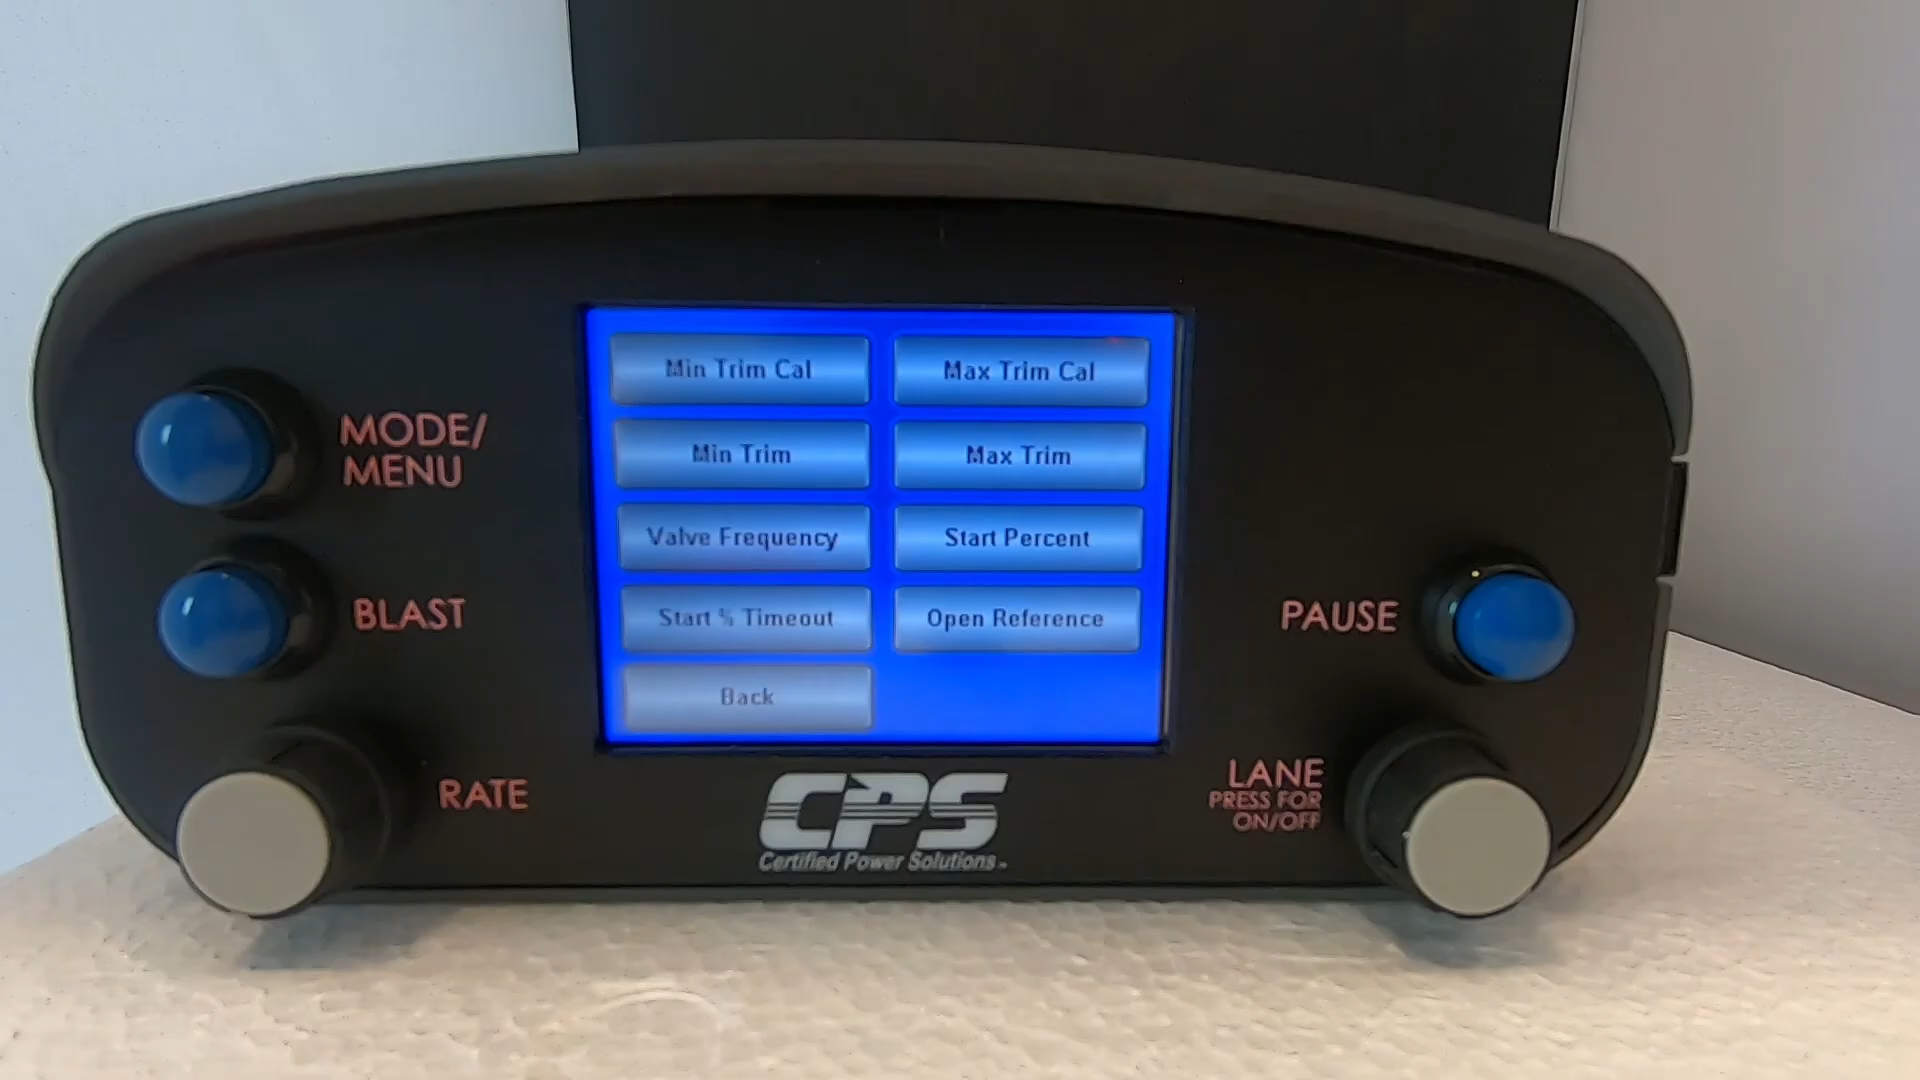 Min Trim Cal
Max Trim Cal
Min Trim
Max Trim
Valve Frequency
Start Percent
Start % Timeout
Open Reference
Back
MODE/
MENU
BLAST
RATE
PAUSE
LANE
PRESS FOR
ON/OFF
CPS
Certified Power Solutions